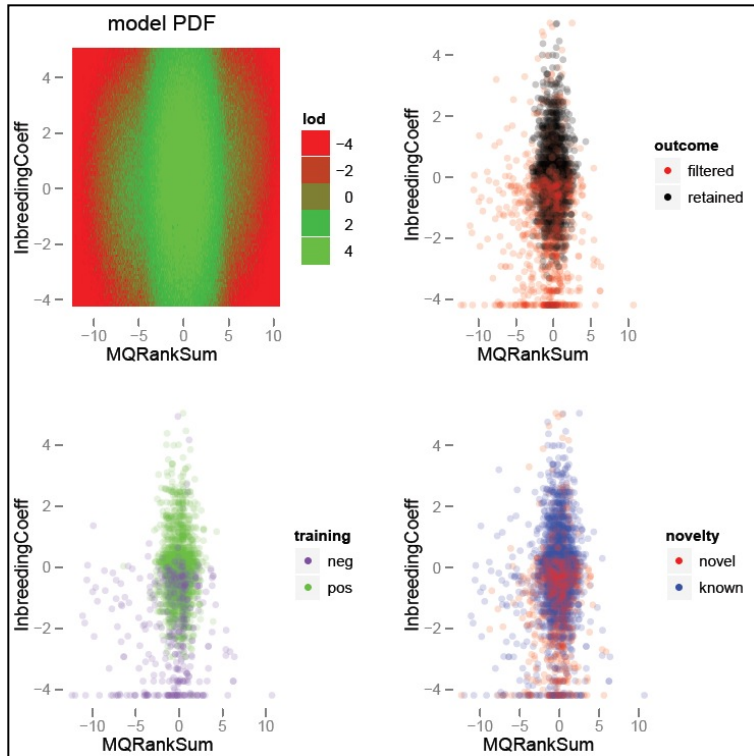 model PDF
InbreedingCoeff
4
2
0
−2
−4
−10 −5 0 5 10
MQRankSum
lod
−4
−2
0
2
4
InbreedingCoeff
4
2
0
−2
−4
−10 −5 0 5 10
MQRankSum
outcome
filtered
retained
InbreedingCoeff
4
2
0
−2
−4
−10 −5 0 5 10
MQRankSum
training
neg
pos
InbreedingCoeff
4
2
0
−2
−4
−10 −5 0 5 10
MQRankSum
novelty
novel
known